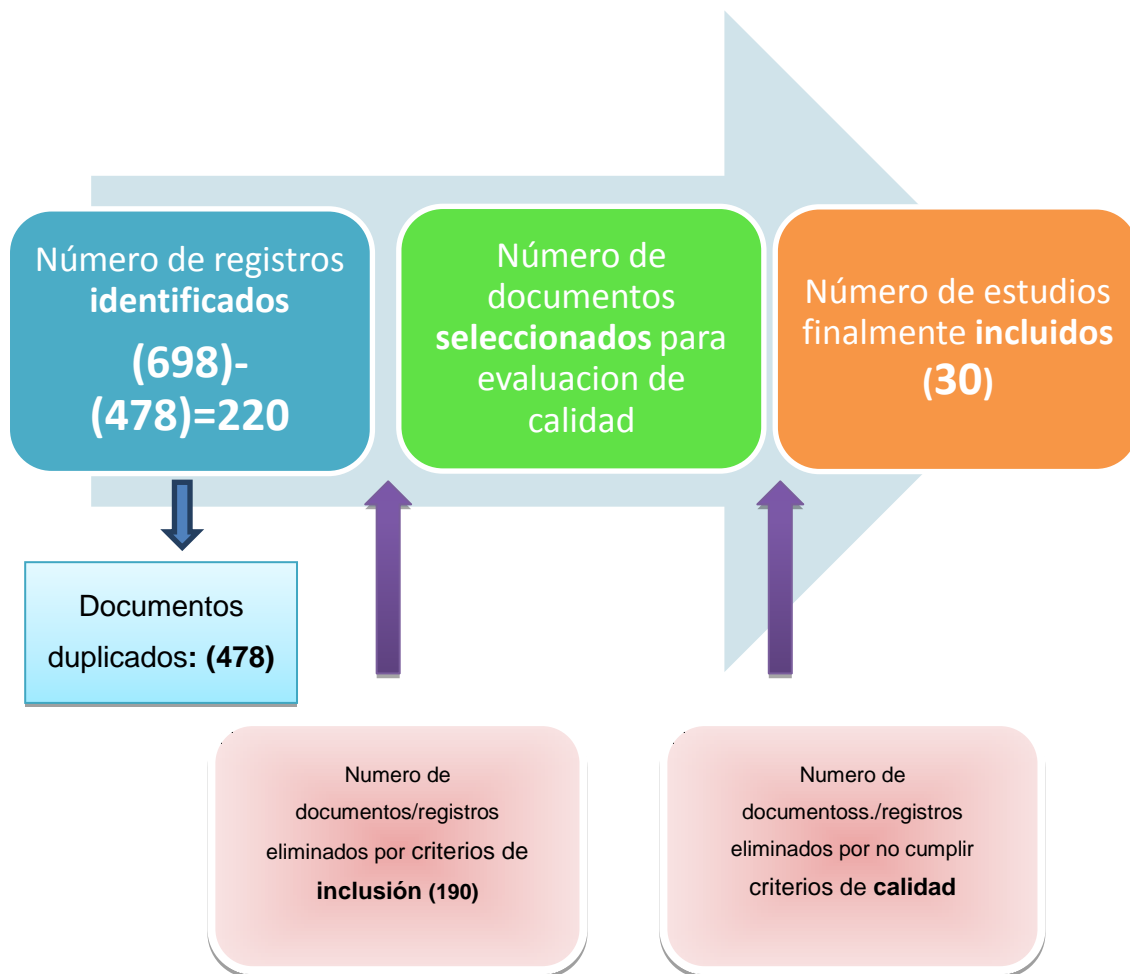 Número de registros
identificados
(698)-
(478)=220
Número de
documentos
seleccionados para
evaluacion de
calidad
Número de estudios
finalmente incluidos
(30)
Documentos
duplicados: (478)
Numero de
documentos/registros
eliminados por criterios de
inclusión (190)
Numero de
documentoss./registros
eliminados por no cumplir
criterios de calidad